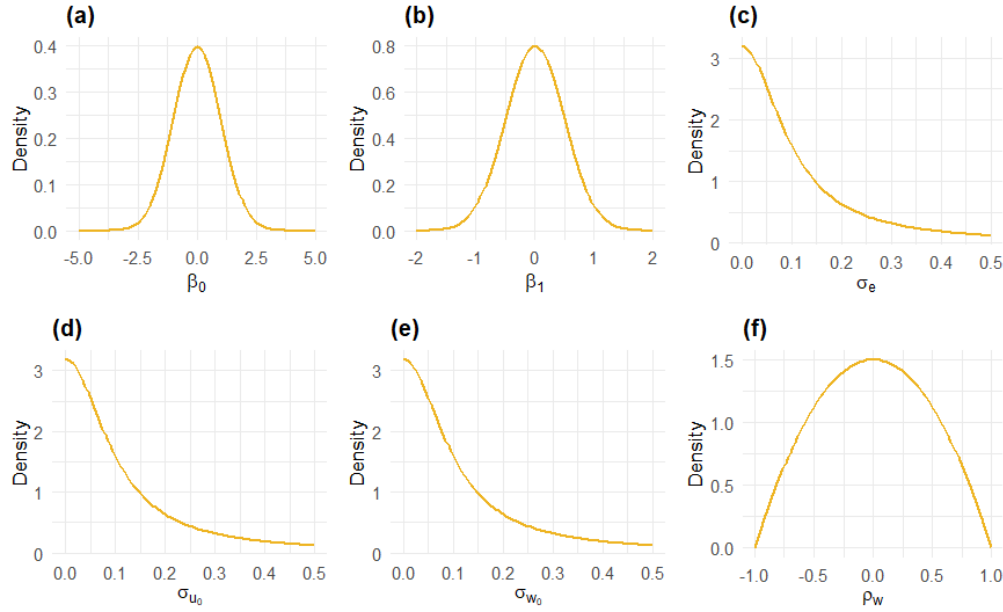 (a)
Density
0.4
0.3
0.2
0.1
0.0
-5.0 -2.5 0.0 2.5 5.0
β0
(b)
Density
0.8
0.6
0.4
0.2
0.0
-2 -1 0 1 2
β1
(c)
Density
3
2
1
0
0.0 0.1 0.2 0.3 0.4 0.5
σe
(d)
Density
3
2
1
0
0.0 0.1 0.2 0.3 0.4 0.5
σu0
(e)
Density
3
2
1
0
0.0 0.1 0.2 0.3 0.4 0.5
σw0
(f)
Density
1.5
1.5
0.5
0.0
-1.0 -0.5 0.0 0.5 1.0
ρw